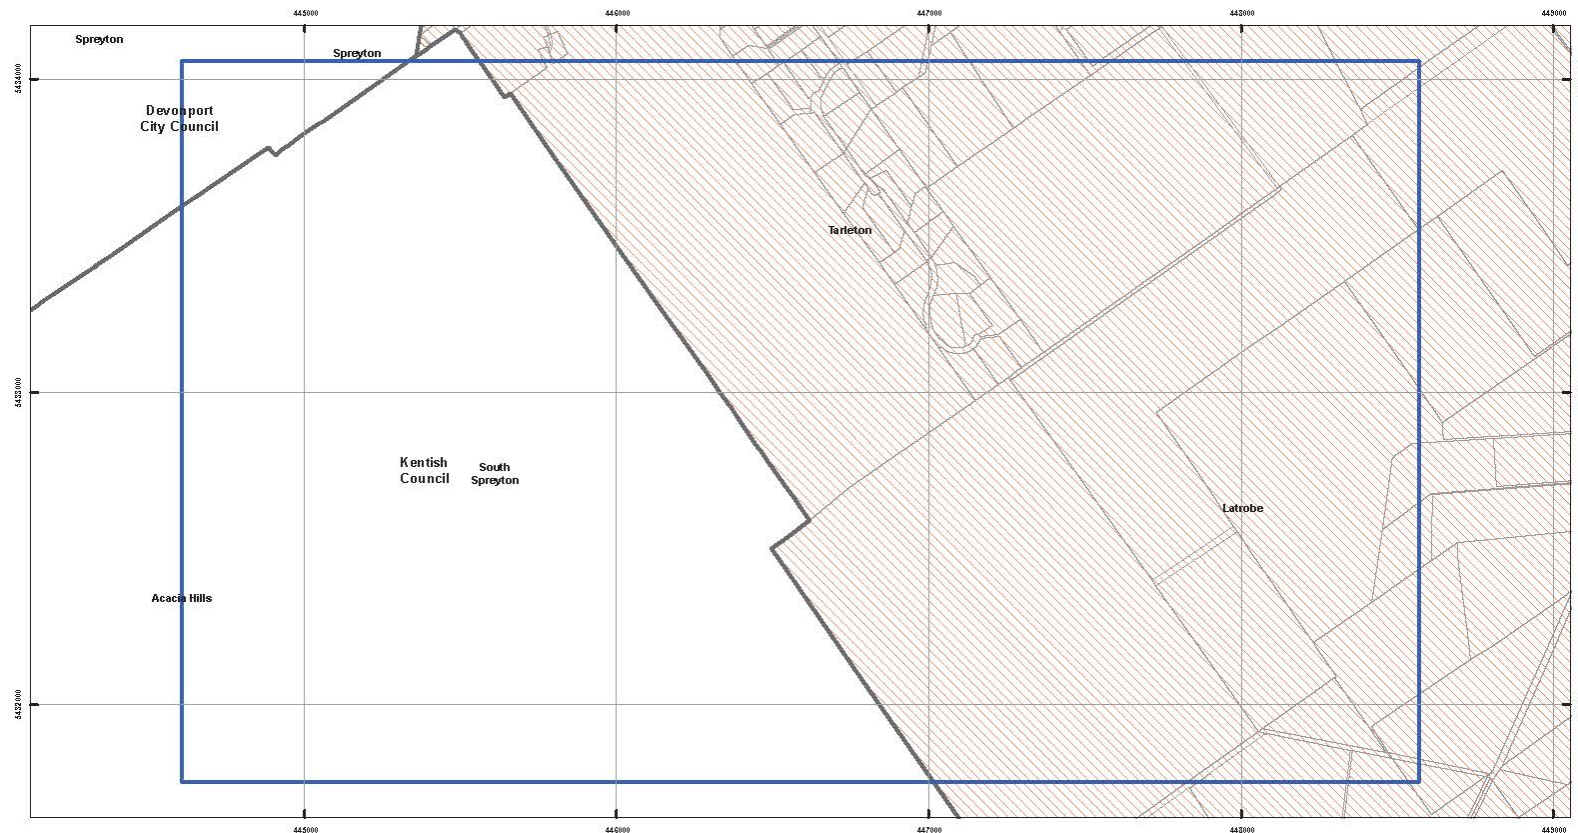 445000 446000 447000 448000 449000
Spreyton
Spreyton
5434000
Devonport
City Council
Tarleton
5433000
Kentish
Council
South
Spreyton
Latrobe
Acacia Hills
5432000
445000 446000 447000 448000 449000